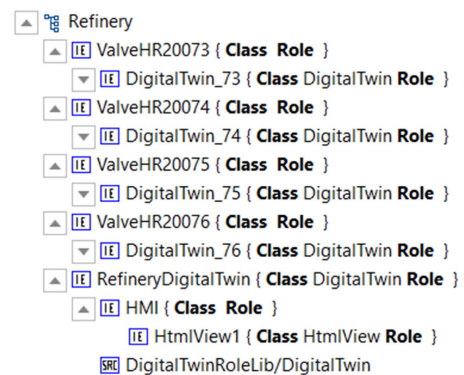 Refinery
IE ValveHR20073 { Class Role }
IE DigitalTwin_73 { Class DigitalTwin Role }
IE ValveHR20074 { Class Role }
IE DigitalTwin_74 { Class DigitalTwin Role }
IE ValveHR20075 { Class Role }
IE DigitalTwin_75 { Class DigitalTwin Role }
IE ValveHR20076 { Class Role }
IE DigitalTwin_76 { Class DigitalTwin Role }
IE RefineryDigitalTwin { Class DigitalTwin Role }
IE HMI { Class Role }
IE HtmlView1 { Class HtmlView Role }
SRC DigitalTwinRoleLib/DigitalTwin